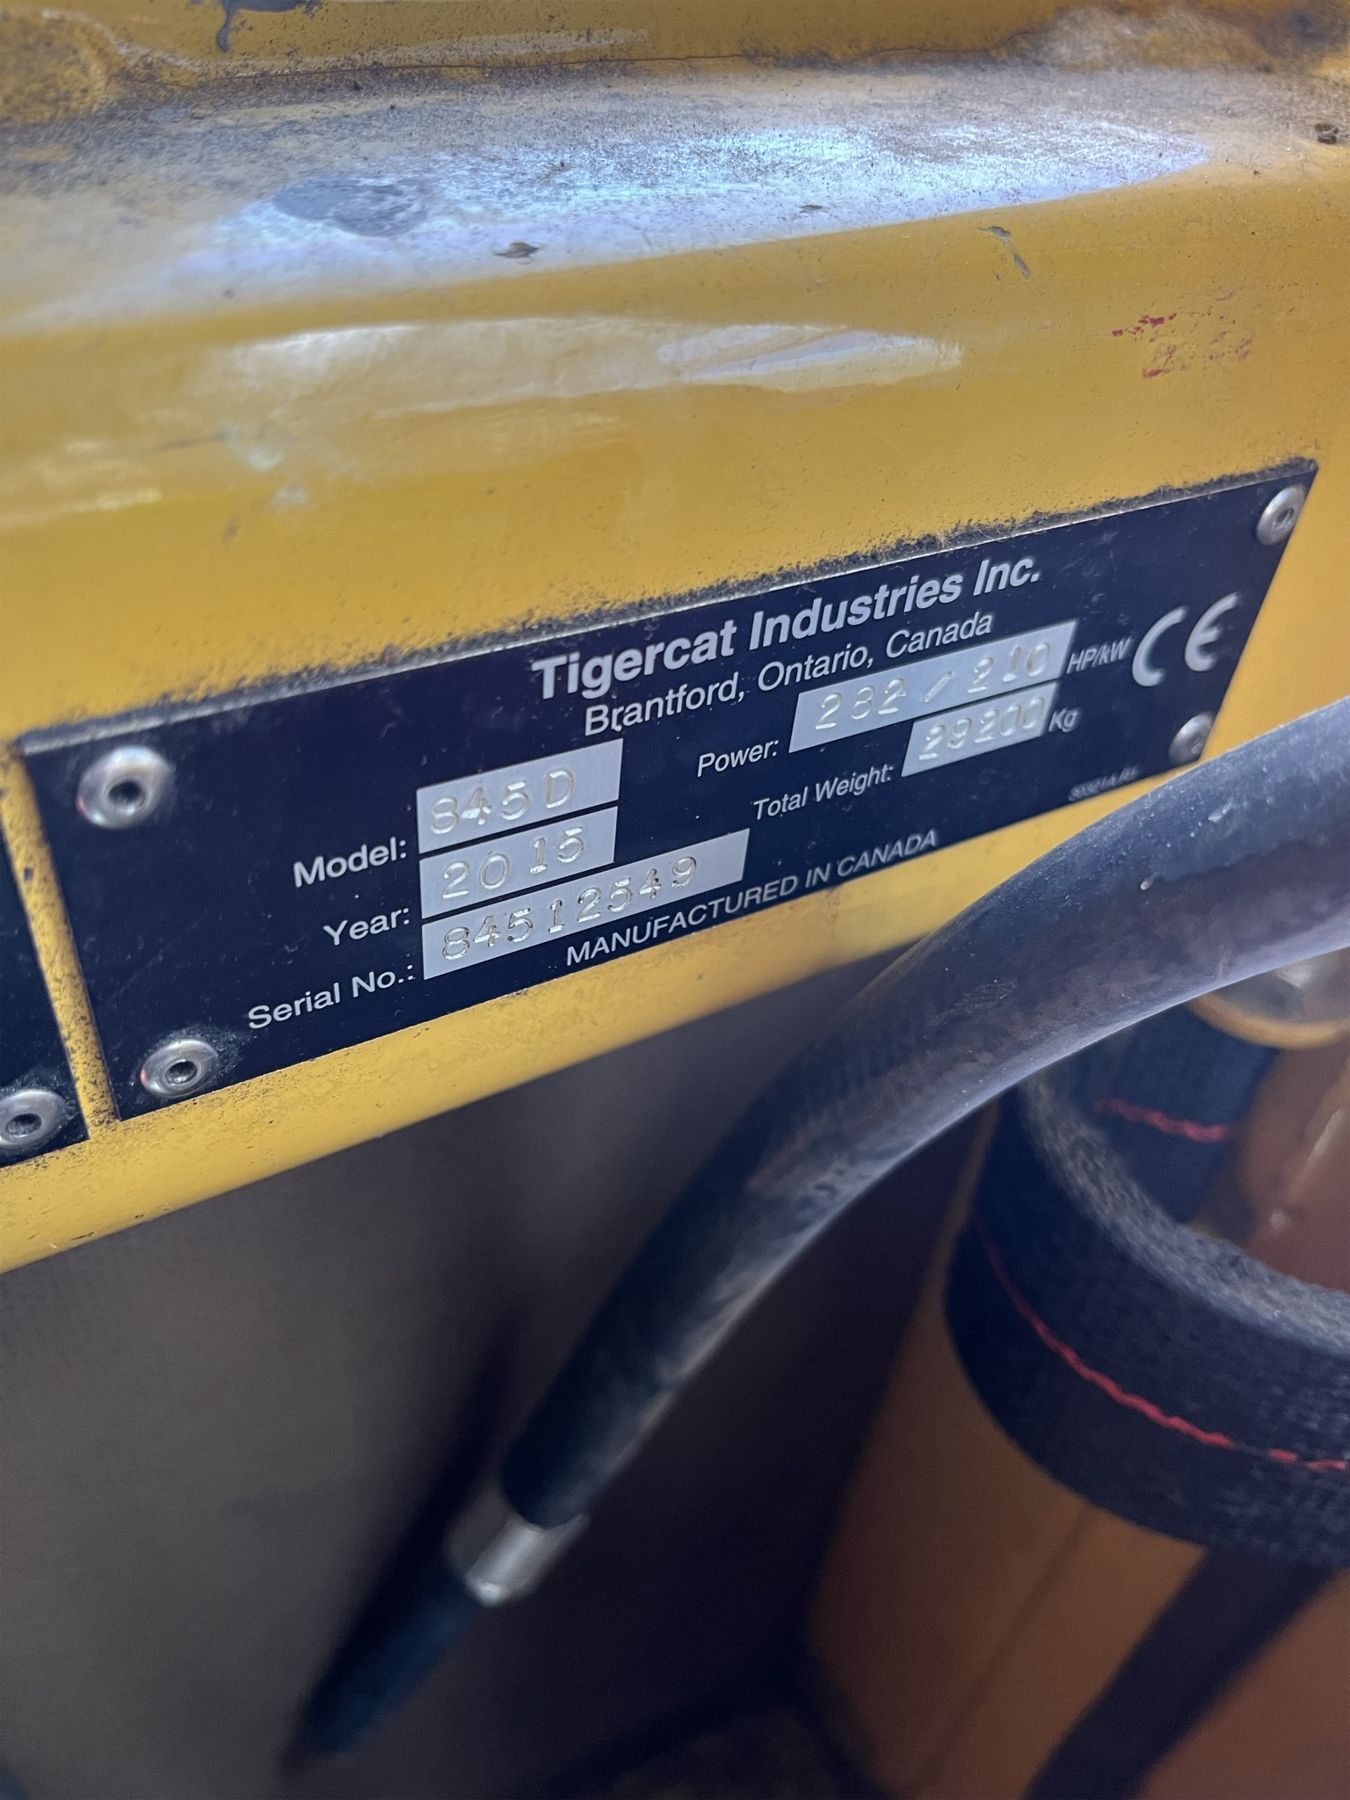 Tigercat Industries Inc.
Brantford, Ontario, Canada
Power: 282 / 210 HP/kW
CE
Total Weight: 29200 Kg
Model: 845D
Year: 2015
Serial No.: 84512549
MANUFACTURED IN CANADA